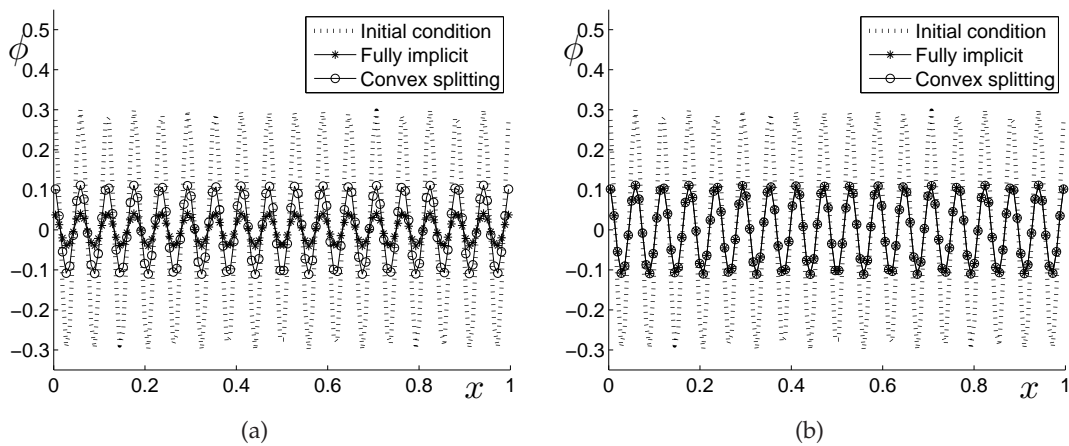 0.5
0.4
0.3
0.2
0.1
0
−0.1
−0.2
−0.3
ϕ
Initial condition
Fully implicit
Convex splitting
0 0.2 0.4 0.6 0.8 1
x
(a)
0.5
0.4
0.3
0.2
0.1
0
−0.1
−0.2
−0.3
ϕ
Initial condition
Fully implicit
Convex splitting
0 0.2 0.4 0.6 0.8 1
x
(b)